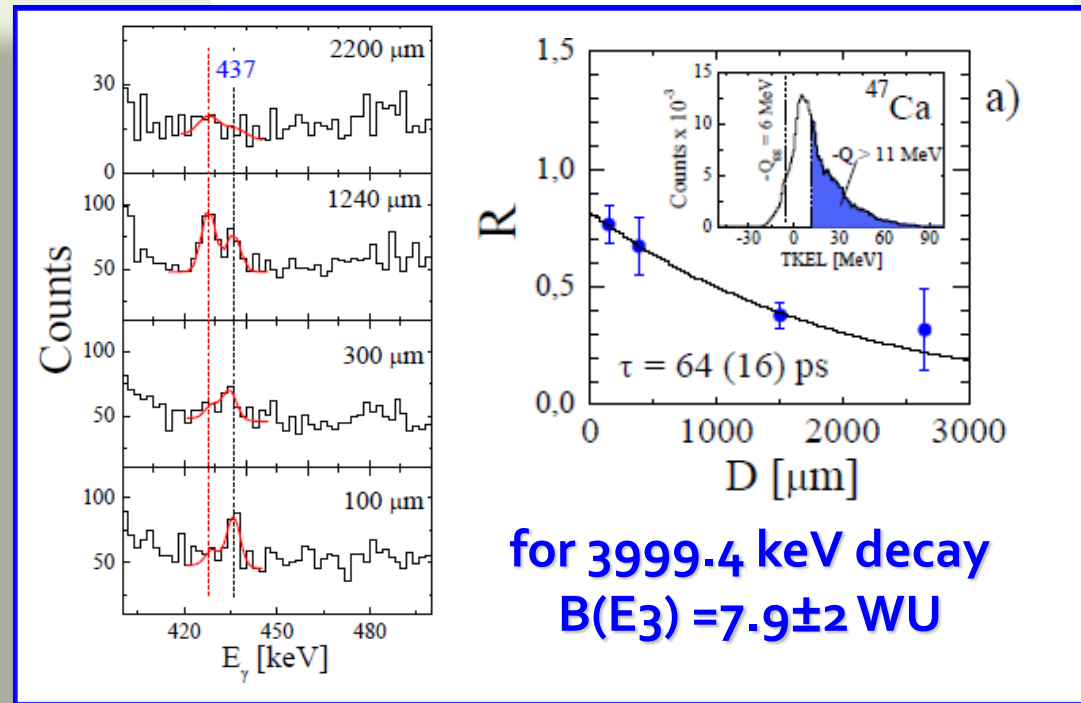 2200 μm
437
30
0
1240 μm
100
50
300 μm
100
50
100 μm
100
50
Counts
420 450 480
Eγ [keV]
1,5
1,0
0,5
0,0
R
0 1000 2000 3000
D [μm]
τ = 64 (16) ps
a)
15
10
5
0
Counts x 10⁻³
-30 0 30 60 90
TKEL [MeV]
⁴⁷Ca
= 6 MeV
-Q > 11 MeV
for 3999.4 keV decay
B(E3) =7.9±2 WU